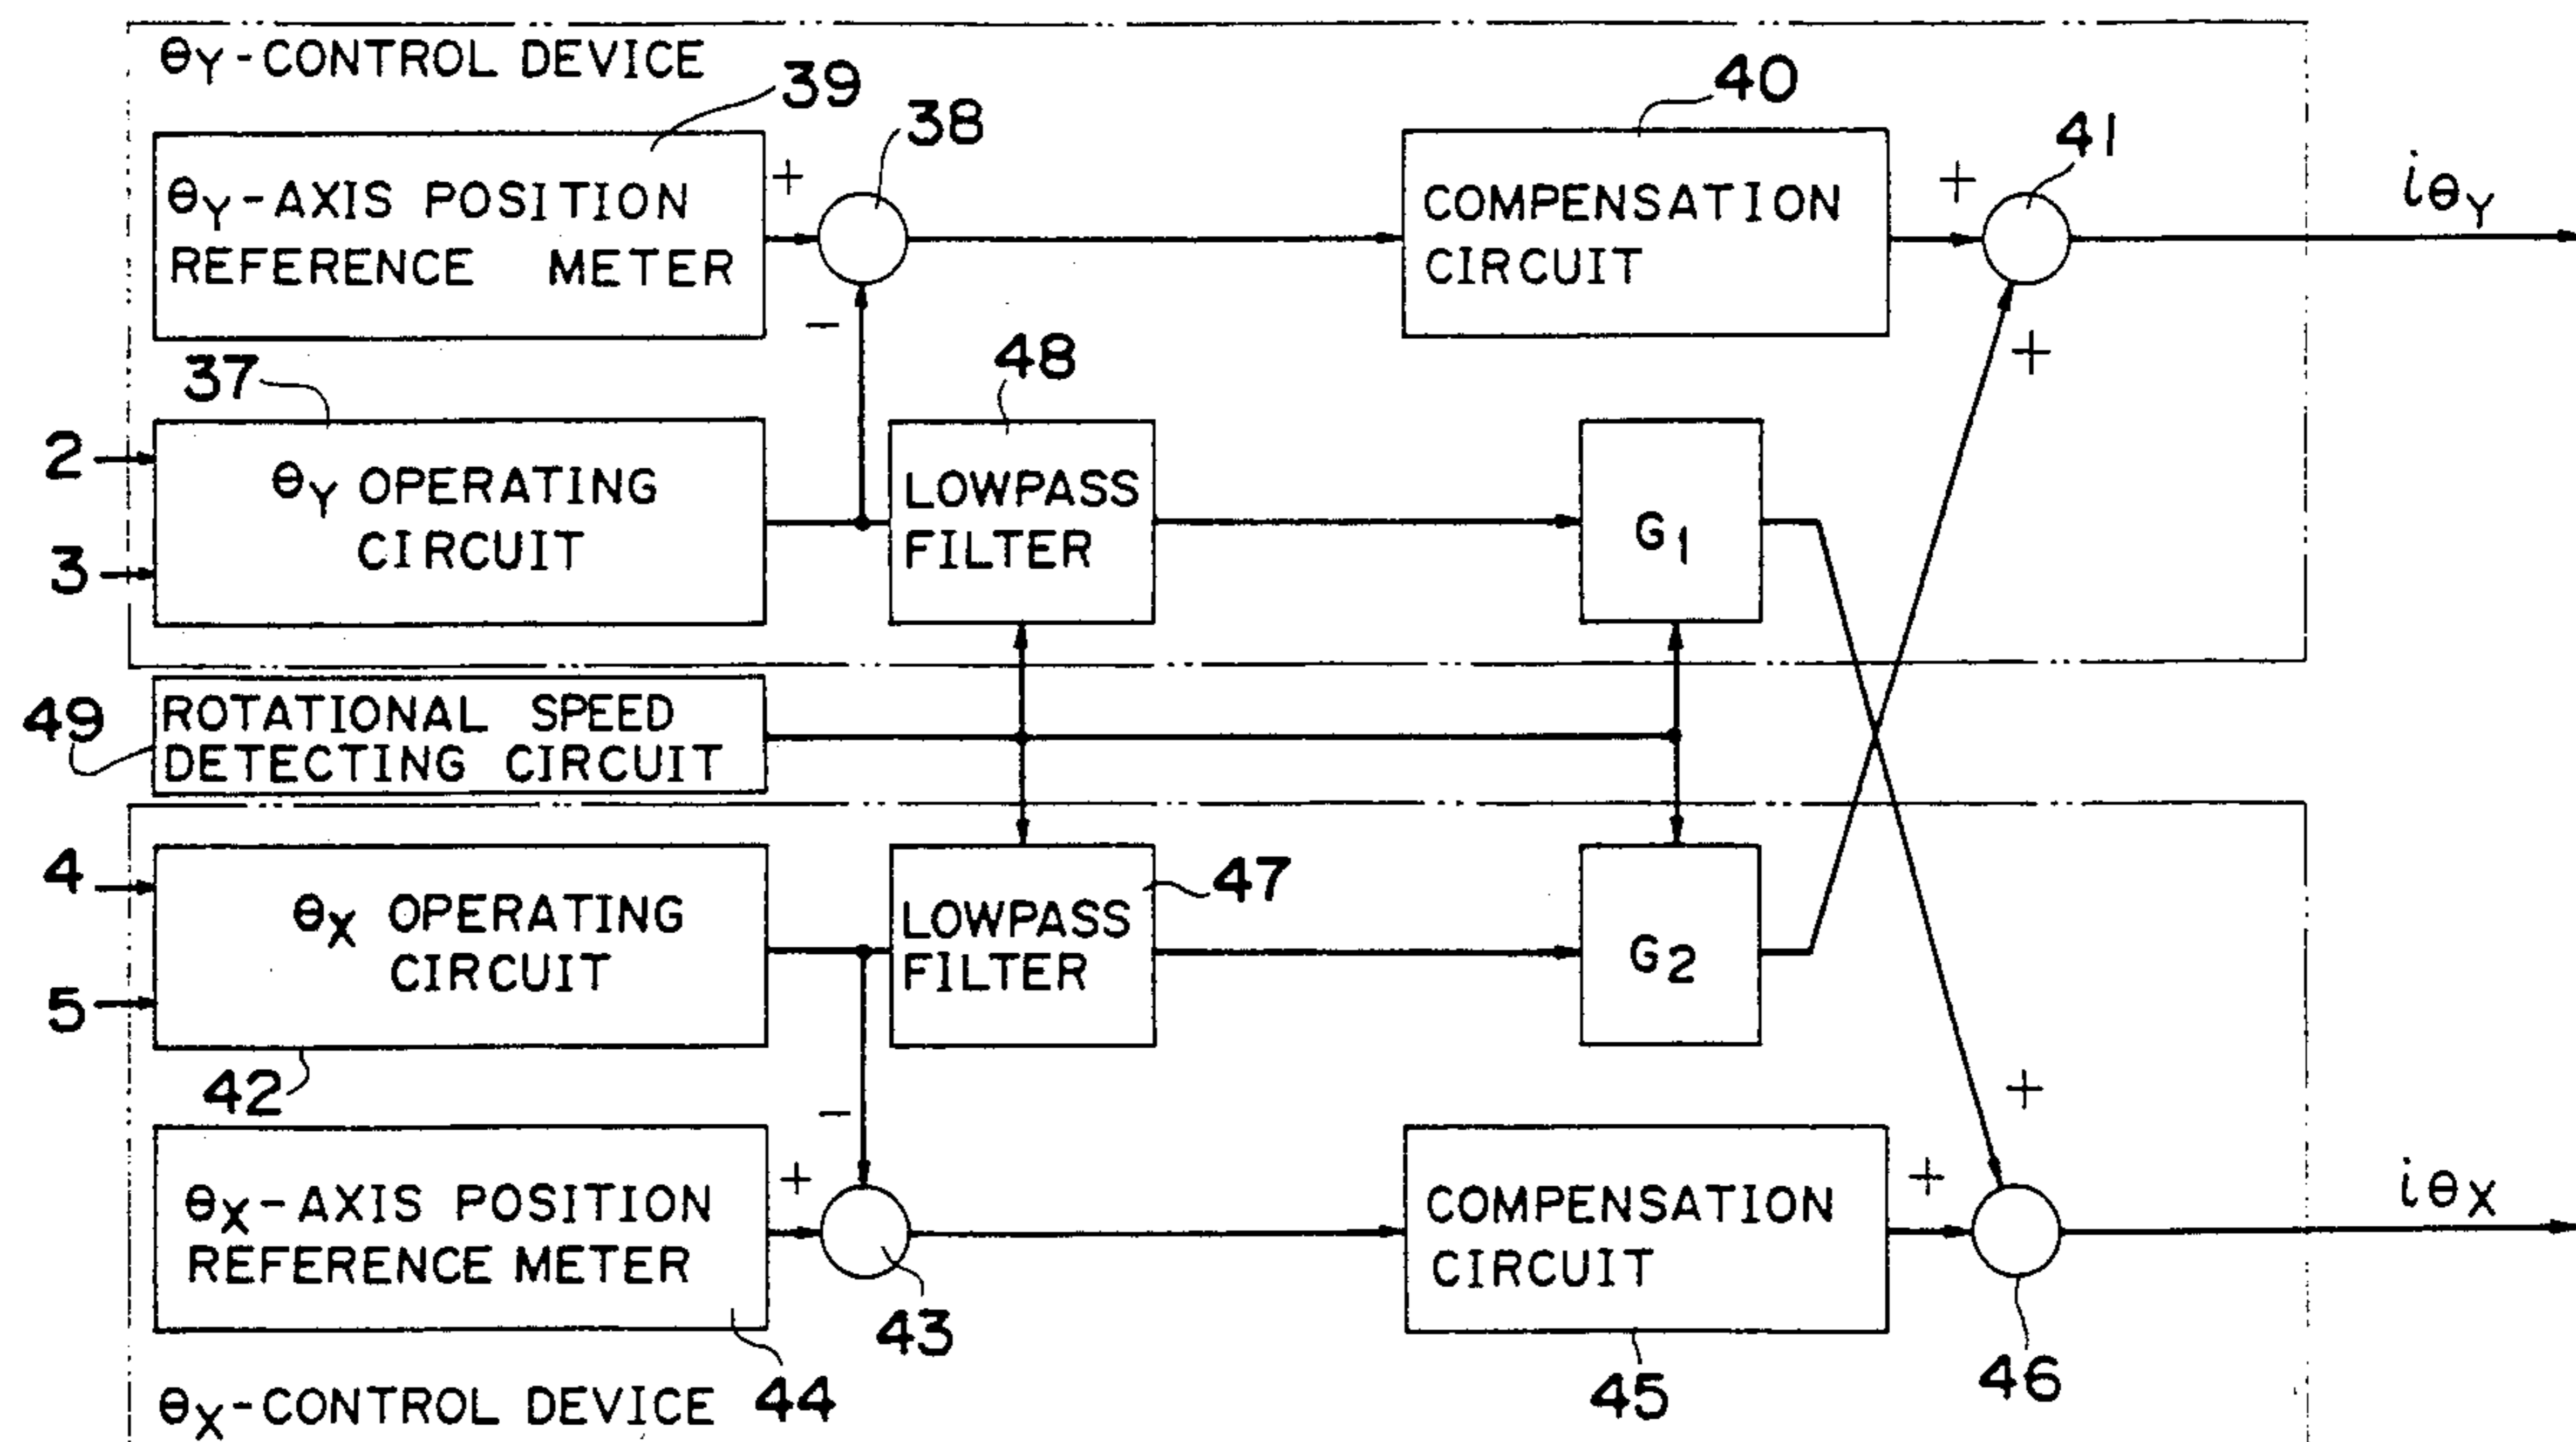 θY-CONTROL DEVICE
39
38
40
41
θY-AXIS POSITION
REFERENCE METER
+
COMPENSATION
CIRCUIT
+
iθY
-
+
37
48
2
3
θY OPERATING
CIRCUIT
LOWPASS
FILTER
G1
49
ROTATIONAL SPEED
DETECTING CIRCUIT
4
5
θX OPERATING
CIRCUIT
LOWPASS
FILTER
47
G2
42
-
+
θX-AXIS POSITION
REFERENCE METER
+
COMPENSATION
CIRCUIT
+
iθX
43
44
45
46
θX-CONTROL DEVICE